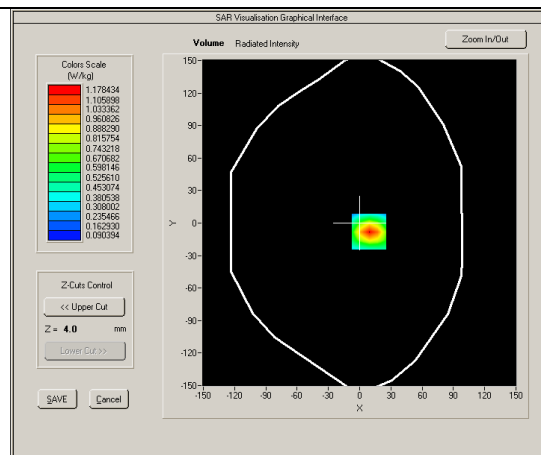 SAR Visualisation Graphical Interface
Volume Radiated Intensity
Zoom In/Out
Colors Scale
(W/kg)
1.178434
1.105898
1.033362
0.960826
0.888290
0.815754
0.743218
0.670682
0.598146
0.525610
0.453074
0.380538
0.308002
0.235466
0.162930
0.090394
Z-Cuts Control
<< Upper Cut
Z = 4.0 mm
Lower Cut >>
SAVE Cancel
150
120
90
60
30
0
-30
-60
-90
-120
-150
Y
-150 -120 -90 -60 -30 0 30 60 90 120 150
X